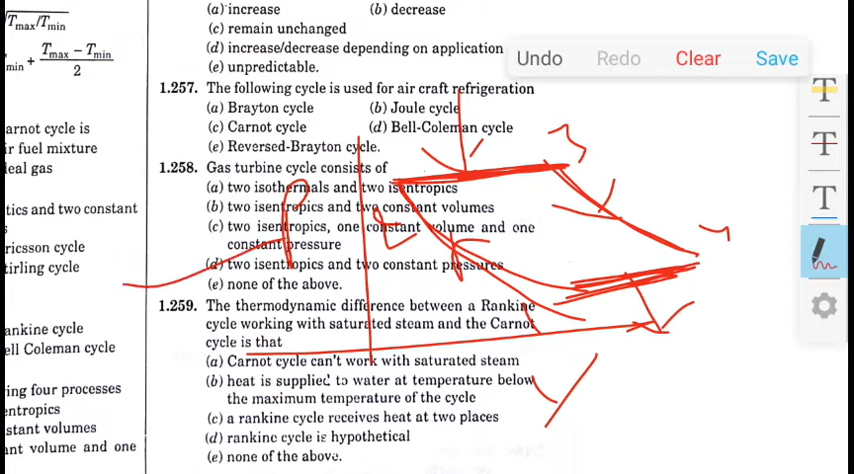 √Tmax/Tmin
min + Tmax − Tmin
2
arnot cycle is
ir fuel mixture
leal gas
tics and two constant
s
ricsson cycle
tirling cycle
ankine cycle
ell Coleman cycle
ing four processes
entropics
stant volumes
ant volume and one
(a) increase (b) decrease
(c) remain unchanged
(d) increase/decrease depending on application
(e) unpredictable.
1.257. The following cycle is used for air craft refrigeration
(a) Brayton cycle (b) Joule cycle
(c) Carnot cycle (d) Bell-Coleman cycle
(e) Reversed-Brayton cycle.
1.258. Gas turbine cycle consists of
(a) two isothermals and two isentropics
(b) two isentropics and two constant volumes
(c) two isentropics, one constant volume and one
constant pressure
(d) two isentropics and two constant pressures
(e) none of the above.
1.259. The thermodynamic difference between a Rankine
cycle working with saturated steam and the Carnot
cycle is that
(a) Carnot cycle can't work with saturated steam
(b) heat is supplied to water at temperature below
the maximum temperature of the cycle
(c) a rankine cycle receives heat at two places
(d) rankine cycle is hypothetical
(e) none of the above.
Undo Redo Clear Save
T
T
T
P
2
3